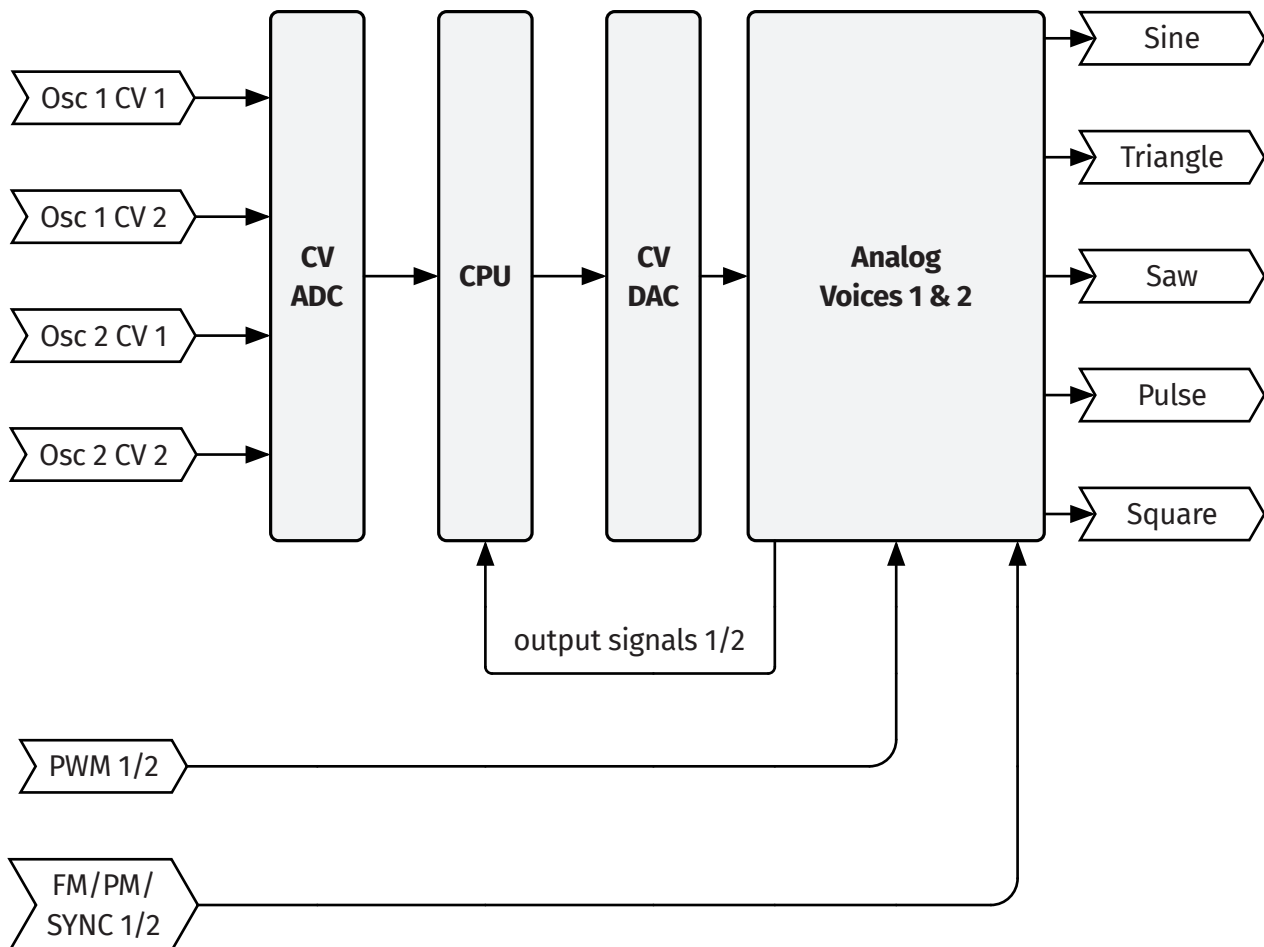 Sine
Osc 1 CV 1
Triangle
Osc 1 CV 2
CV
ADC
CPU
CV
DAC
Analog
Voices 1 & 2
Saw
Osc 2 CV 1
Pulse
Osc 2 CV 2
Square
output signals 1/2
PWM 1/2
FM/PM/
SYNC 1/2